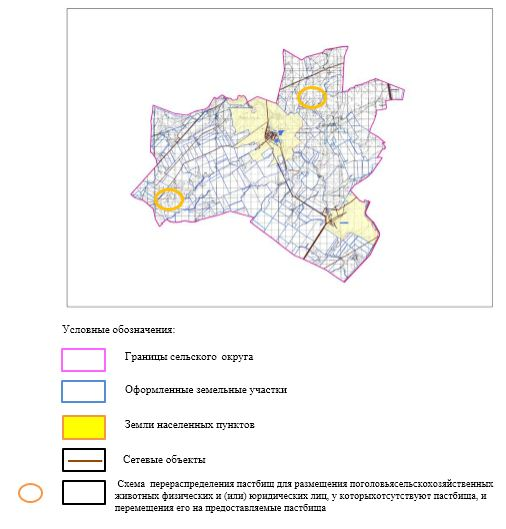 Условные обозначения:
Границы сельского округа
Оформленные земельные участки
Земли населенных пунктов
Сетевые объекты
Схема перераспределения пастбищ для размещения поголовьясельскохозяйственных
животных физических и (или) юридических лиц, у которыхотсутствуют пастбища, и
перемещения его на предоставляемые пастбища